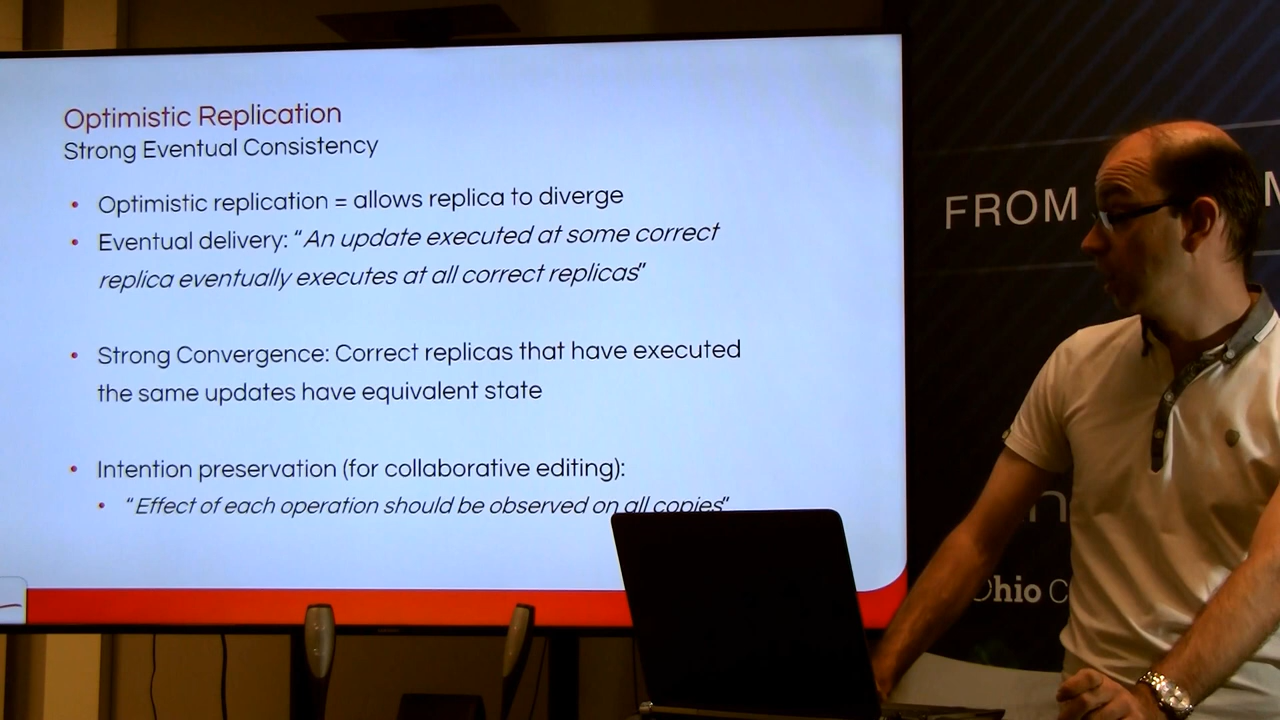 Optimistic Replication
Strong Eventual Consistency
• Optimistic replication = allows replica to diverge
• Eventual delivery: "An update executed at some correct
replica eventually executes at all correct replicas"
• Strong Convergence: Correct replicas that have executed
the same updates have equivalent state
• Intention preservation (for collaborative editing):
• "Effect of each operation should be observed on all copies"
FROM
Ohio